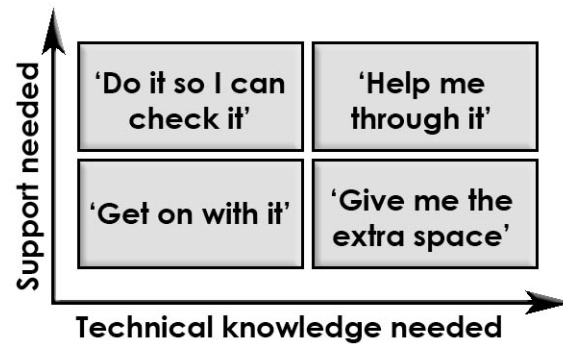 Support needed
‘Do it so I can
check it’
‘Help me
through it’
‘Get on with it’
‘Give me the
extra space’
Technical knowledge needed